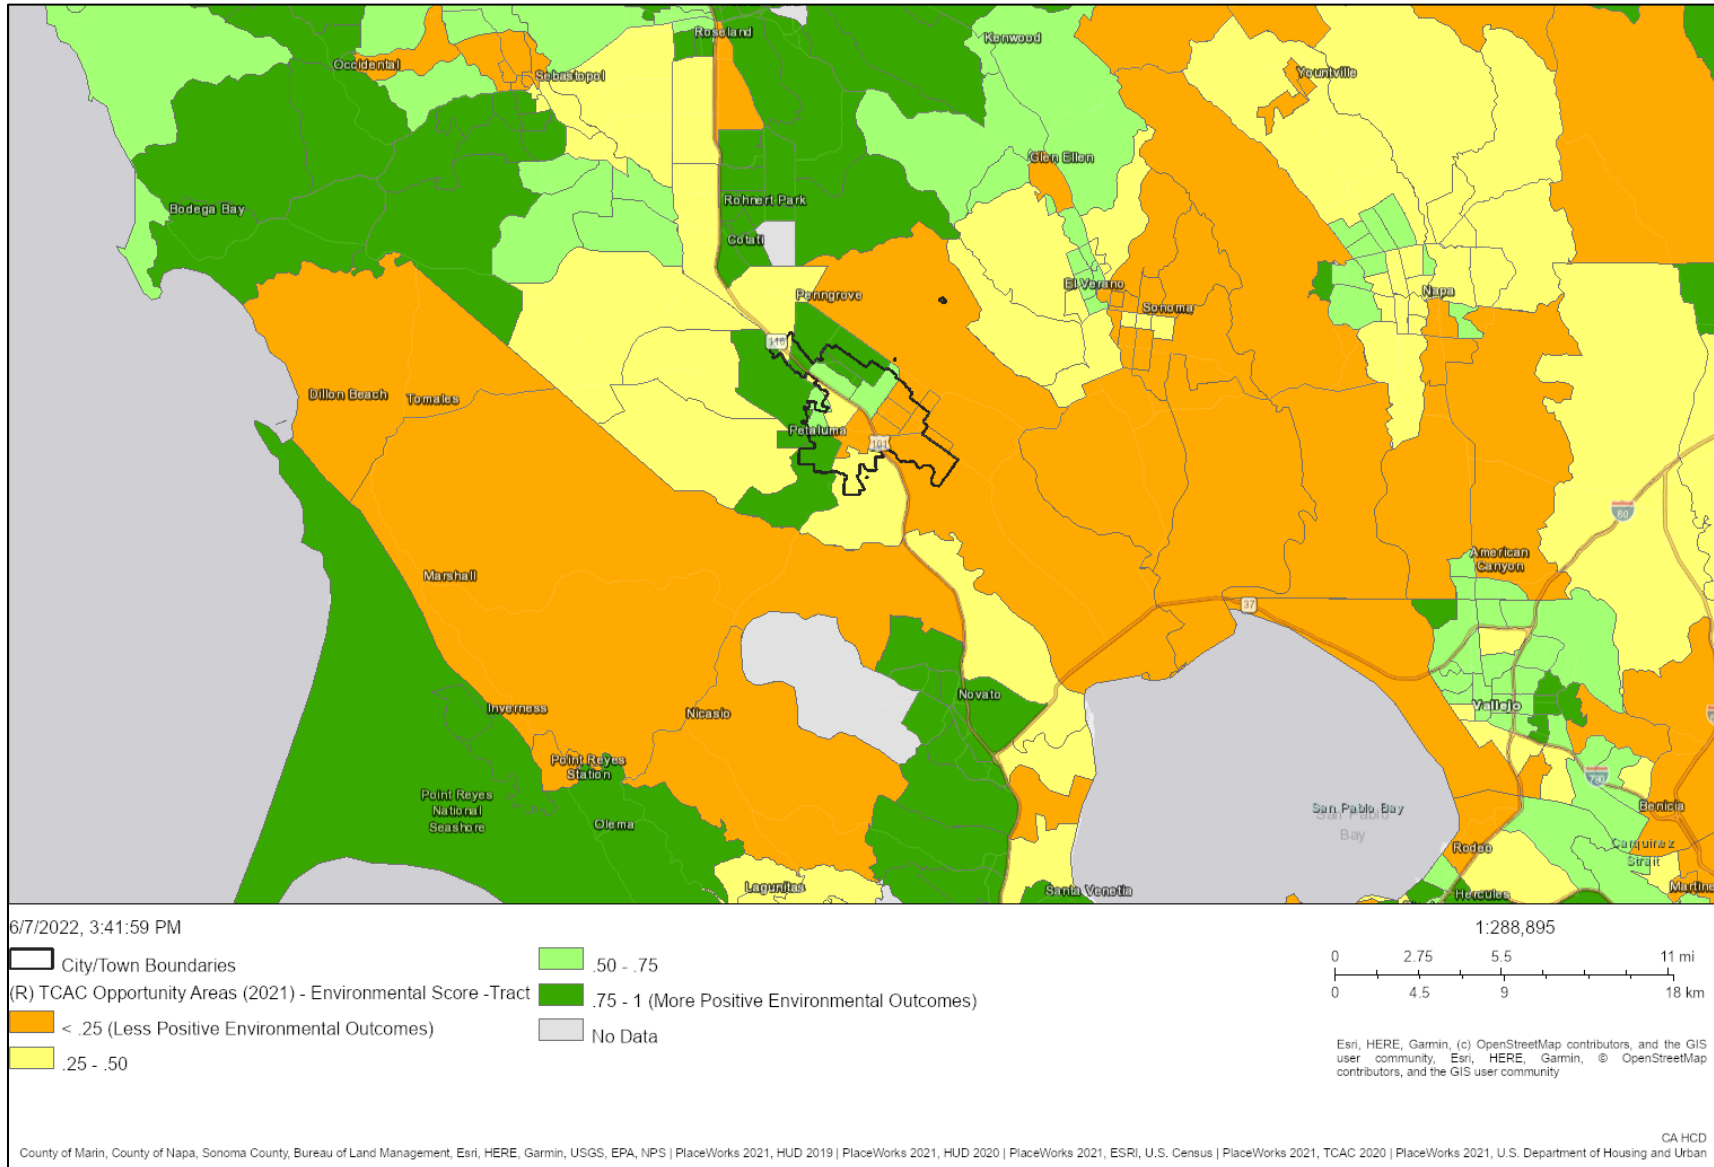 Roseland
Kenwood
Occidental
Sebastopol
Yountville
Glen Ellen
Rohnert Park
Bodega Bay
Cotati
El Verano
Penngrove
Sonoma
Napa
116
Dillon Beach
Tomales
Petaluma
101
80
American
Canyon
Marshall
37
Novato
Inverness
Nicasio
Vallejo
Point Reyes
Station
780
Point Reyes
National
Seashore
Olema
San Pablo Bay
San Pablo
Bay
Benicia
Rodeo
Carquinez
Strait
Lagunitas
Santa Venetia
Hercules
Martine
6/7/2022, 3:41:59 PM
1:288,895
City/Town Boundaries
(R) TCAC Opportunity Areas (2021) - Environmental Score -Tract
< .25 (Less Positive Environmental Outcomes)
.25 - .50
.50 - .75
.75 - 1 (More Positive Environmental Outcomes)
No Data
0 2.75 5.5 11 mi
0 4.5 9 18 km
Esri, HERE, Garmin, (c) OpenStreetMap contributors, and the GIS
user community, Esri, HERE, Garmin, © OpenStreetMap
contributors, and the GIS user community
CA HCD
County of Marin, County of Napa, Sonoma County, Bureau of Land Management, Esri, HERE, Garmin, USGS, EPA, NPS | PlaceWorks 2021, HUD 2019 | PlaceWorks 2021, HUD 2020 | PlaceWorks 2021, ESRI, U.S. Census | PlaceWorks 2021, TCAC 2020 | PlaceWorks 2021, U.S. Department of Housing and Urban